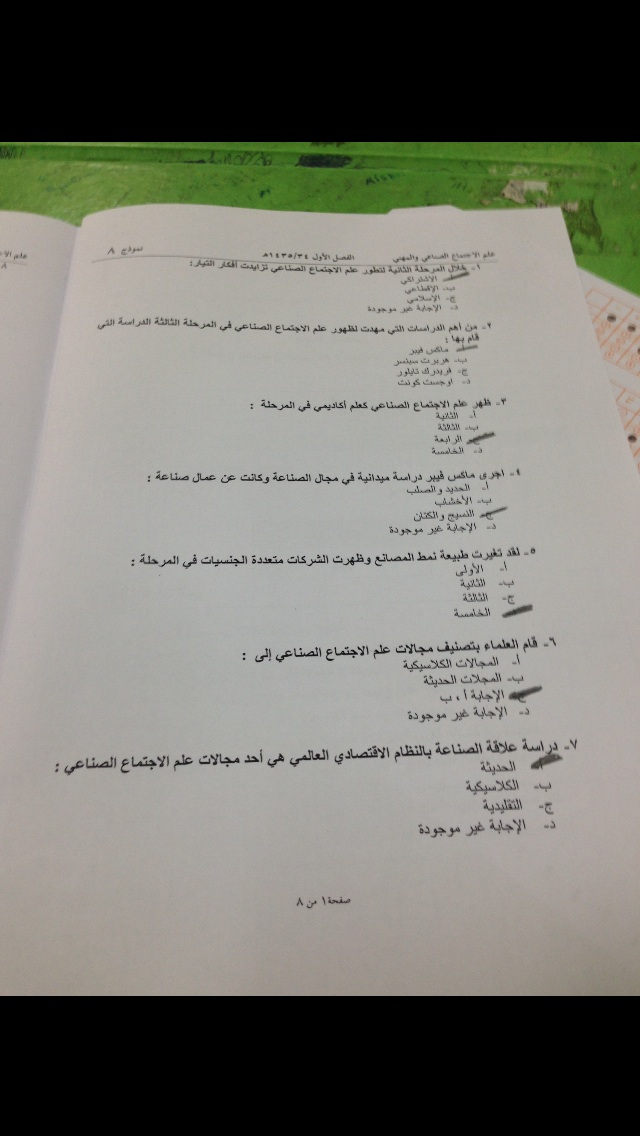 علم الاجتماع الصناعي والمهني الفصل الأول ١٤٣٥/٣٤هـ نموذج ٨
١- خلال المرحلة الثانية لتطور علم الاجتماع الصناعي تزايدت أفكار التيار:
الاشتراكي
ب- الإقطاعي
ج- الإسلامي
د- الإجابة غير موجودة
٢- من أهم الدراسات التي مهدت لظهور علم الاجتماع الصناعي في المرحلة الثالثة الدراسة التي
قام بها :
ماكس فيبر
ب- هربرت سبنسر
ج- فريدرك تايلور
د- اوجست كونت
٣- ظهر علم الاجتماع الصناعي كعلم أكاديمي في المرحلة :
أ- الثانية
ب- الثالثة
الرابعة
د- الخامسة
٤- اجرى ماكس فيبر دراسة ميدانية في مجال الصناعة وكانت عن عمال صناعة :
أ- الحديد والصلب
ب- الأخشاب
ج- النسيج والكتان
د- الإجابة غير موجودة
٥- لقد تغيرت طبيعة نمط المصانع وظهرت الشركات متعددة الجنسيات في المرحلة :
أ- الأولى
ب- الثانية
ج- الثالثة
الخامسة
٦- قام العلماء بتصنيف مجالات علم الاجتماع الصناعي إلى :
أ- المجالات الكلاسيكية
ب- المجلات الحديثة
ج- الإجابة أ ، ب
د- الإجابة غير موجودة
٧- دراسة علاقة الصناعة بالنظام الاقتصادي العالمي هي أحد مجالات علم الاجتماع الصناعي :
أ- الحديثة
ب- الكلاسيكية
ج- التقليدية
د- الإجابة غير موجودة
صفحة ١ من ٨